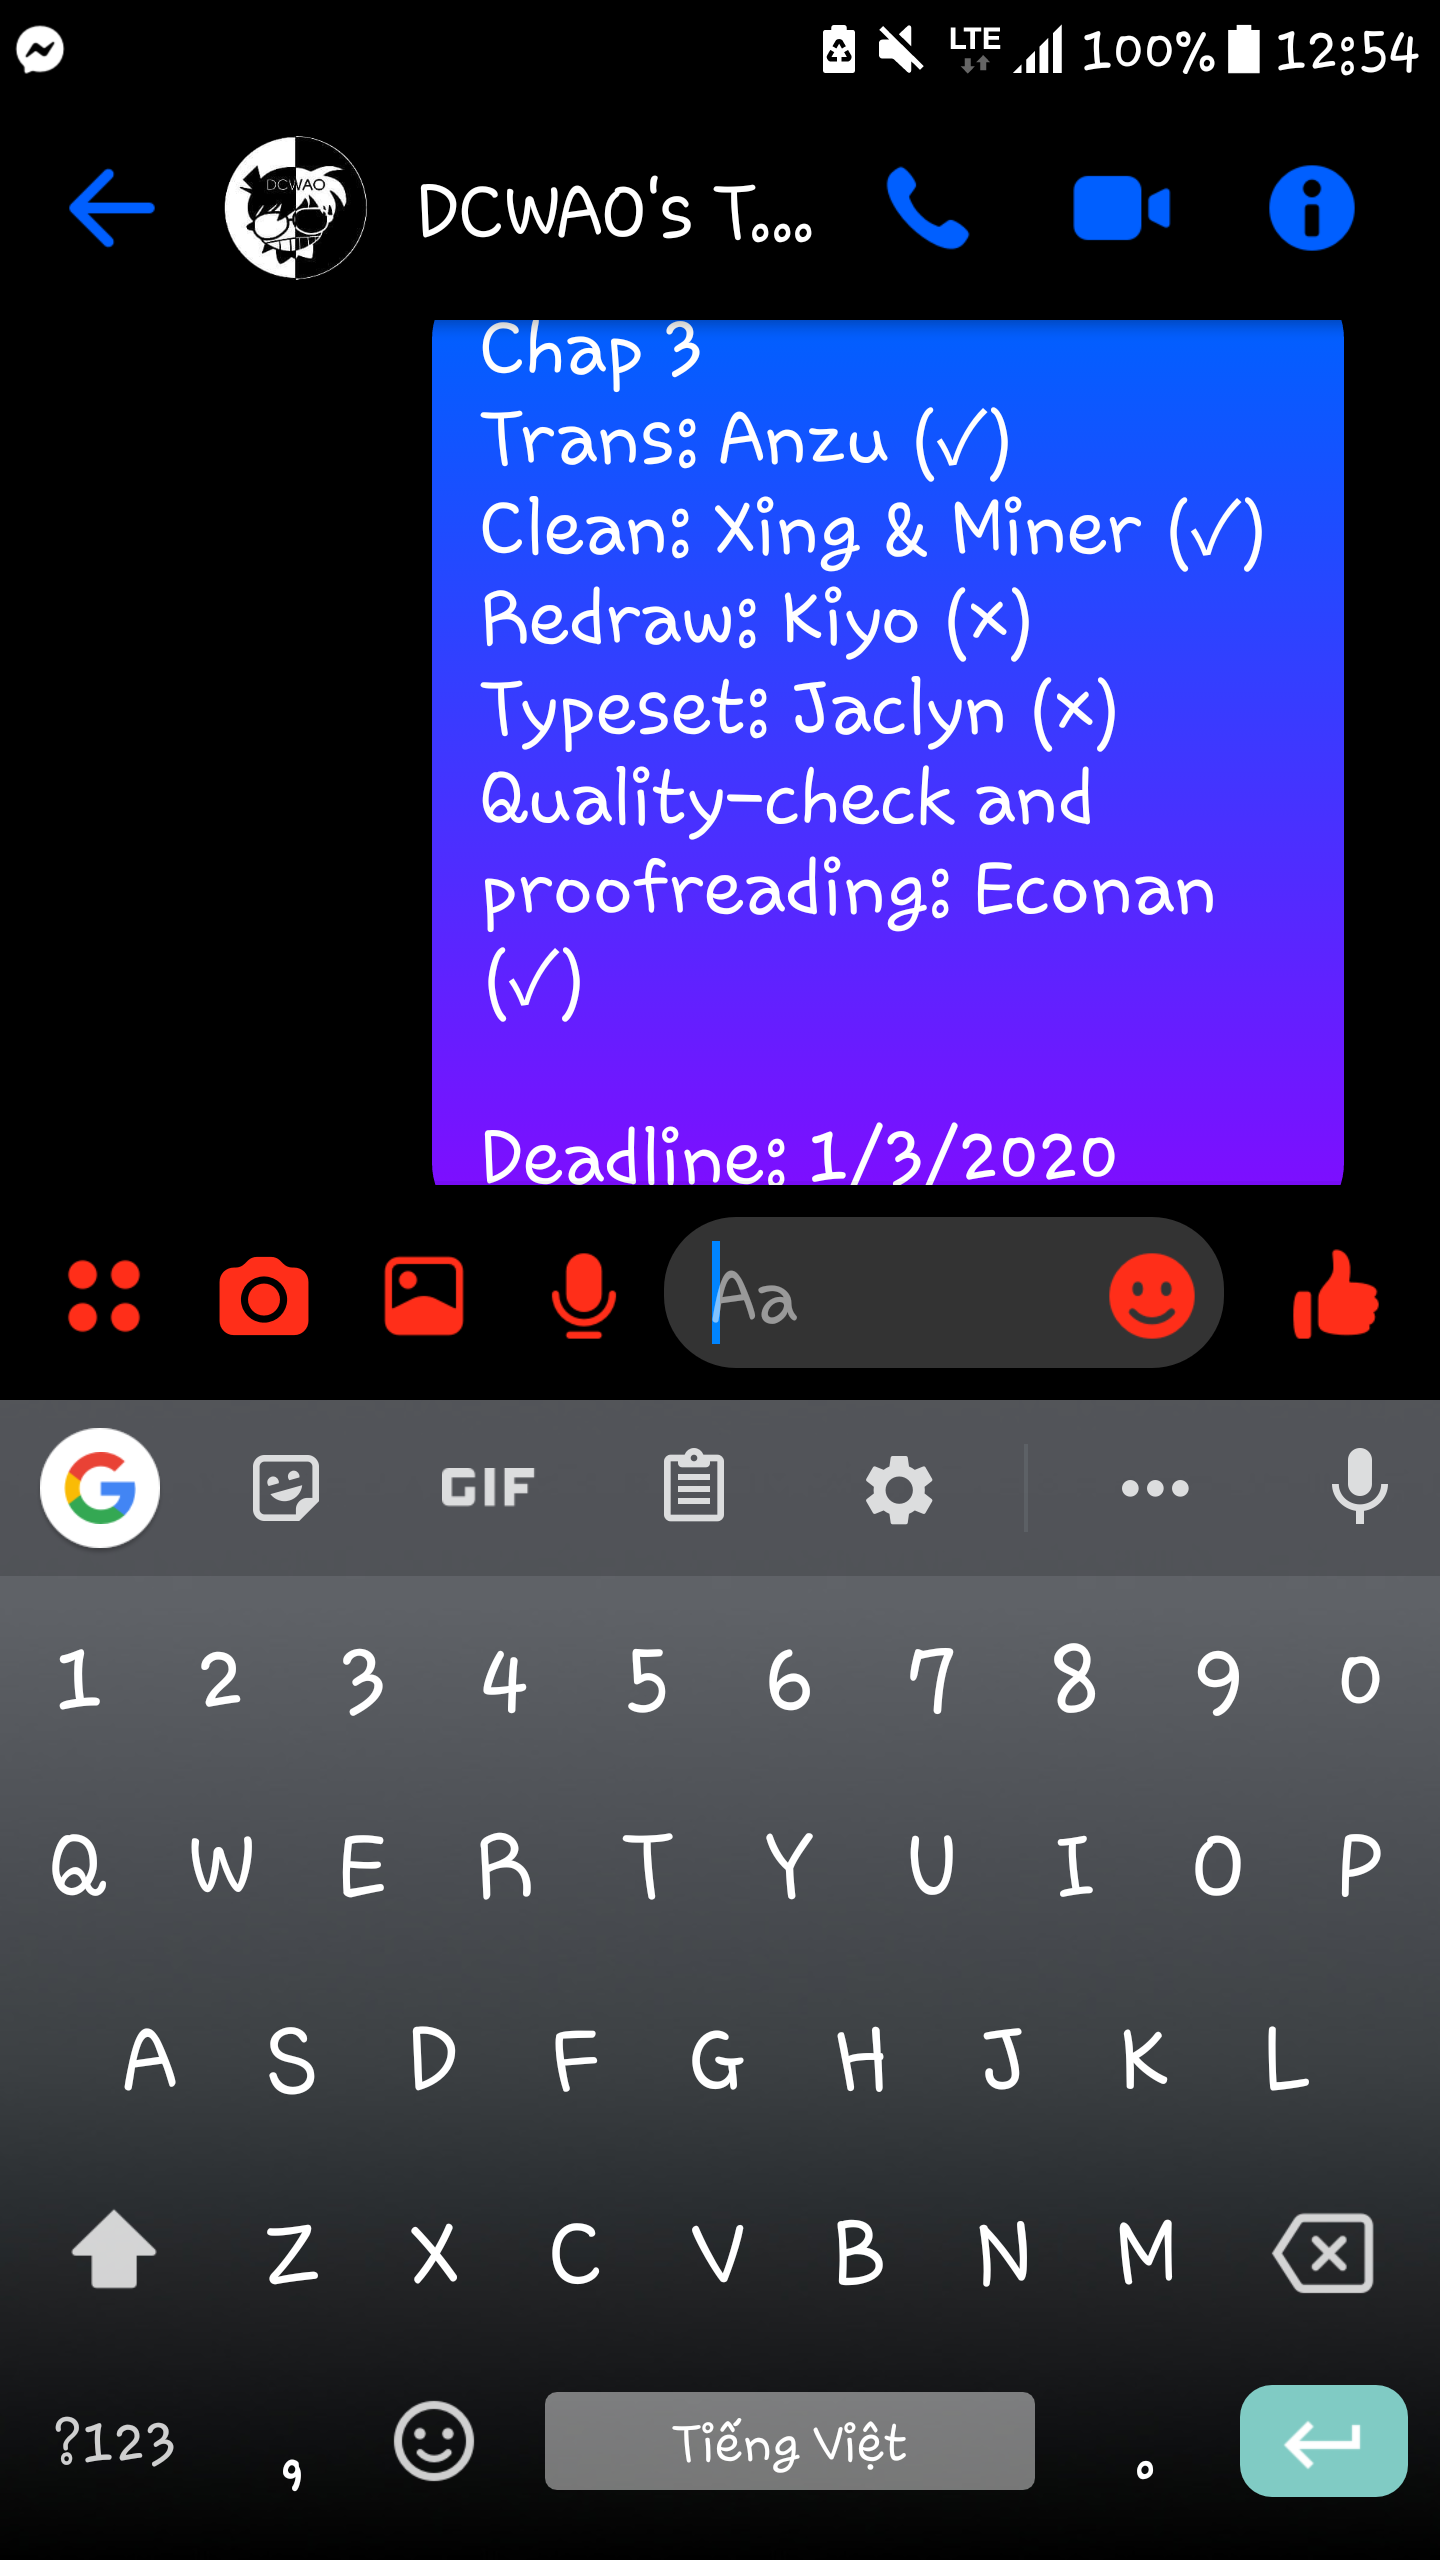 LTE 100% 12:54
DCWAO
DCWAO's T...
Chap 3
Trans: Anzu (✓)
Clean: Xing & Miner (✓)
Redraw: Kiyo (×)
Typeset: Jaclyn (×)
Quality-check and
proofreading: Econan
(✓)
Deadline: 1/3/2020
Aa
G GIF
1 2 3 4 5 6 7 8 9 0
Q W E R T Y U I O P
A S D F G H J K L
Z X C V B N M
?123 , Tiếng Việt .